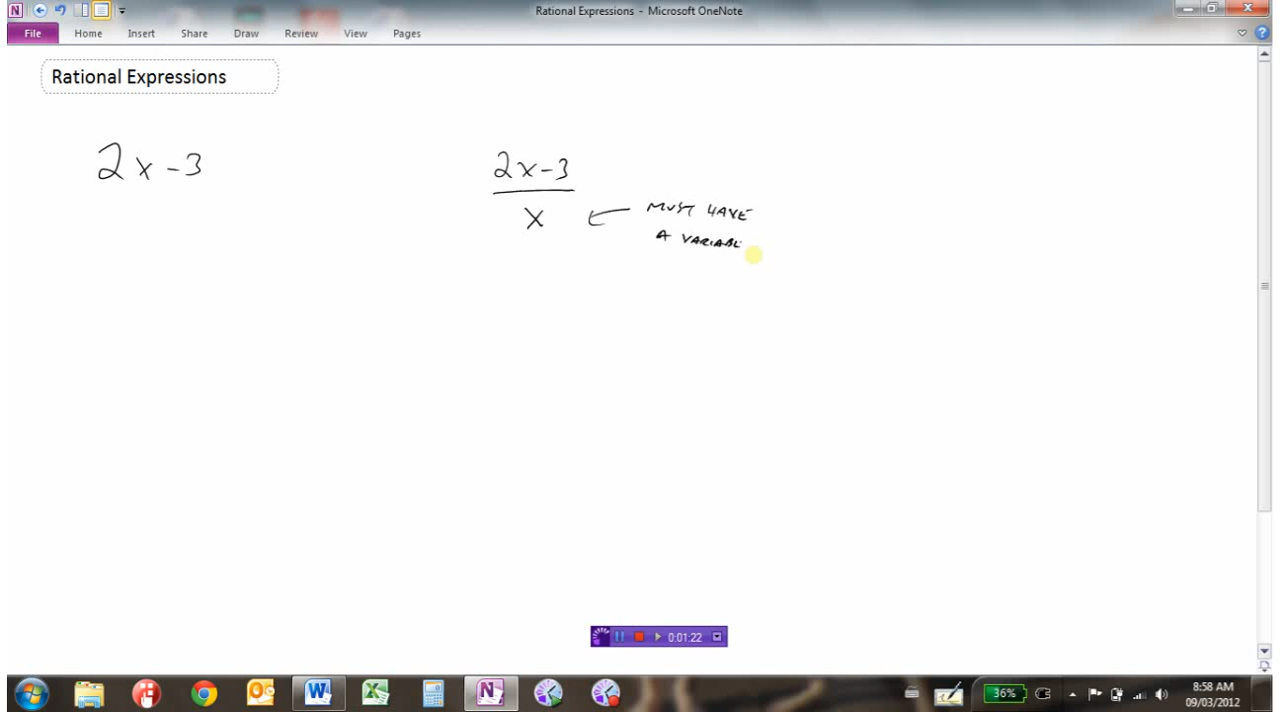 Rational Expressions - Microsoft OneNote
File Home Insert Share Draw Review View Pages
Rational Expressions
2x-3
2x-3
x
MUST HAVE
A VARIABL
0:01:22
36%
8:58 AM
09/03/2012